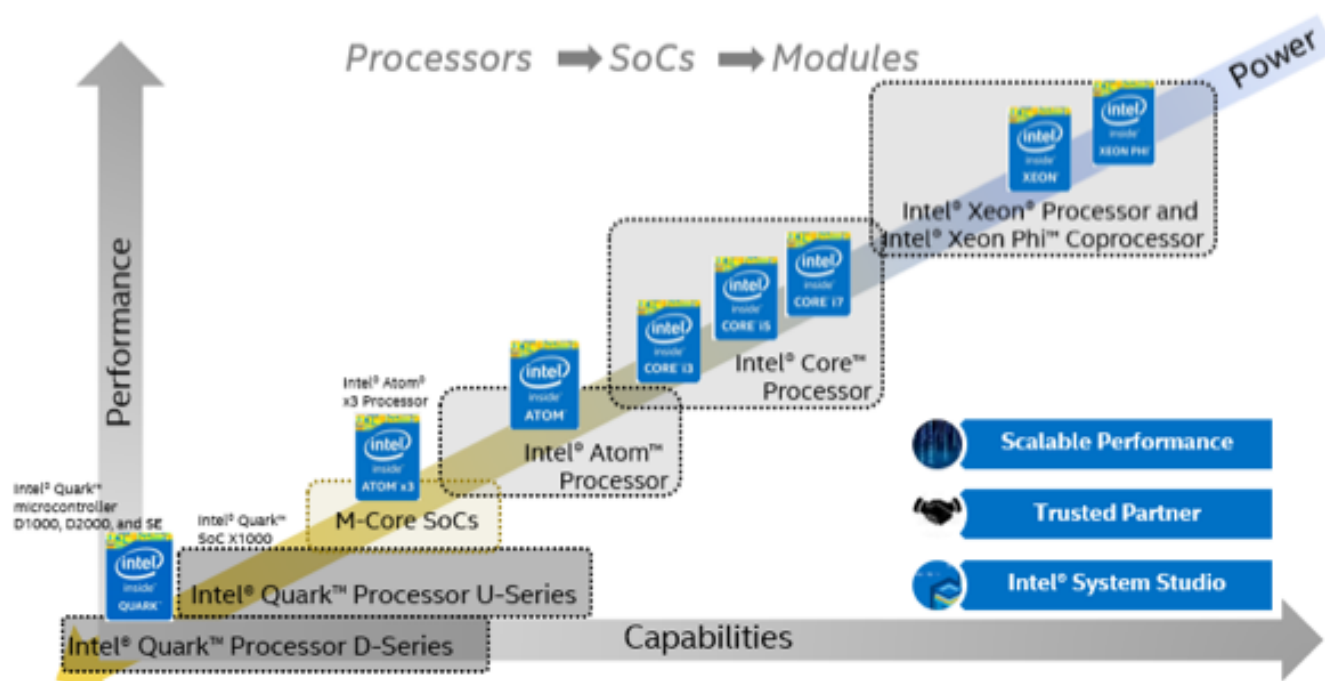 Processors ➡ SoCs ➡ Modules
Power
Performance
intel
inside
XEON
intel
inside
XEON PHI
Intel® Xeon® Processor and
Intel® Xeon Phi™ Coprocessor
intel
inside
CORE i3
intel
inside
CORE i5
intel
inside
CORE i7
Intel® Core™
Processor
intel
inside
ATOM
Intel® Atom™
Processor
Intel® Atom®
x3 Processor
intel
inside
ATOM x3
M-Core SoCs
Intel® Quark™
microcontroller
D1000, D2000, and SE
Intel® Quark™
SoC X1000
intel
inside
QUARK
Intel® Quark™ Processor U-Series
Intel® Quark™ Processor D-Series
Capabilities
Scalable Performance
Trusted Partner
Intel® System Studio